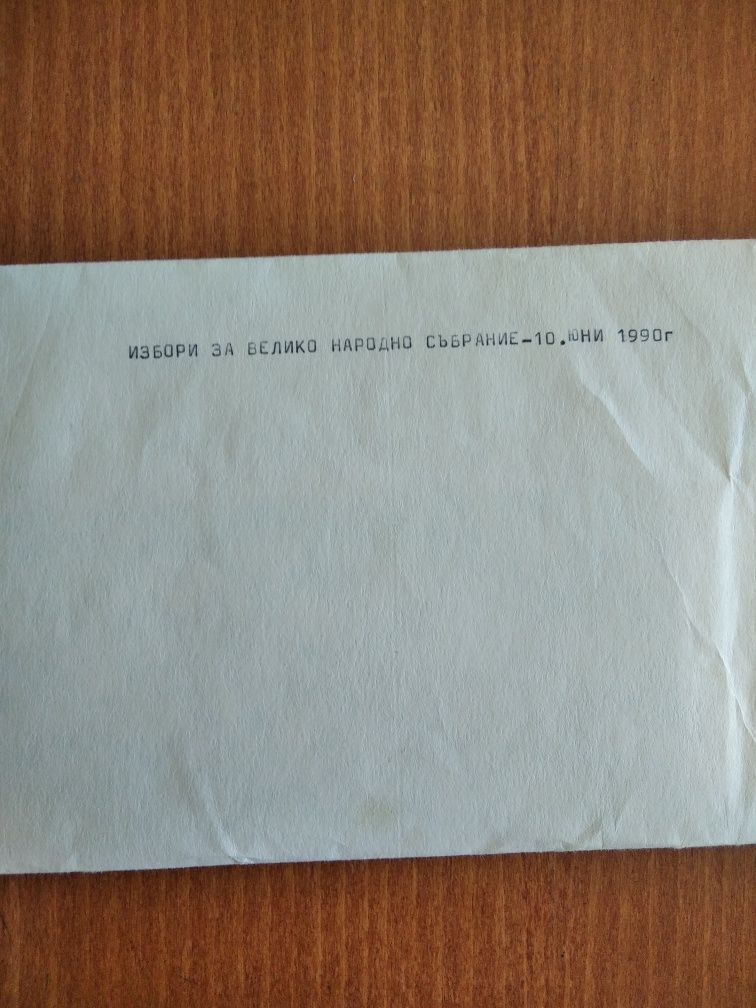 ИЗБОРИ ЗА ВЕЛИКО НАРОДНО СЪБРАНИЕ-10.ЮНИ 1990г